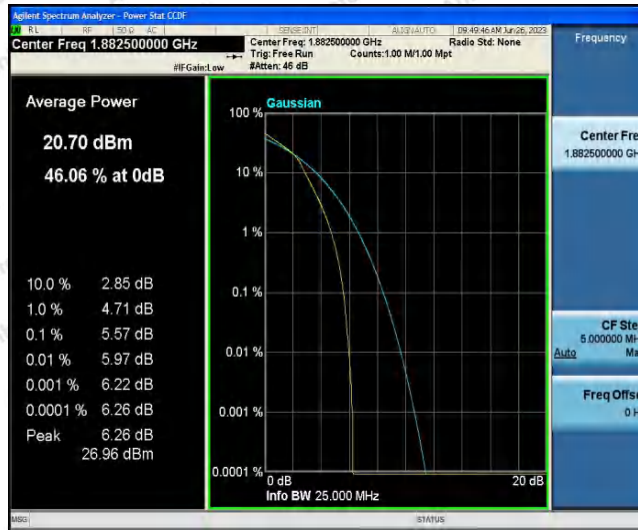 Agilent Spectrum Analyzer - Power Stat CCDF
RL RF 50 Ω AC SENSE:INT ALIGNAUTO 09:49:46 AM Jun 26, 2023
Center Freq 1.882500000 GHz
Center Freq: 1.882500000 GHz Radio Std: None
Trig: Free Run Counts:1.00 M/1.00 Mpt
#IFGain:Low #Atten: 46 dB
Frequency
Average Power
20.70 dBm
46.06 % at 0dB
10.0 % 2.85 dB
1.0 % 4.71 dB
0.1 % 5.57 dB
0.01 % 5.97 dB
0.001 % 6.22 dB
0.0001 % 6.26 dB
Peak 6.26 dB
26.96 dBm
Gaussian
100 %
10 %
1 %
0.1 %
0.01 %
0.001 %
0.0001 %
0 dB 20 dB
Info BW 25.000 MHz
Center Fre
1.882500000 GH
CF Ste
5.000000 MH
Auto Ma
Freq Offse
0 H
MSG STATUS